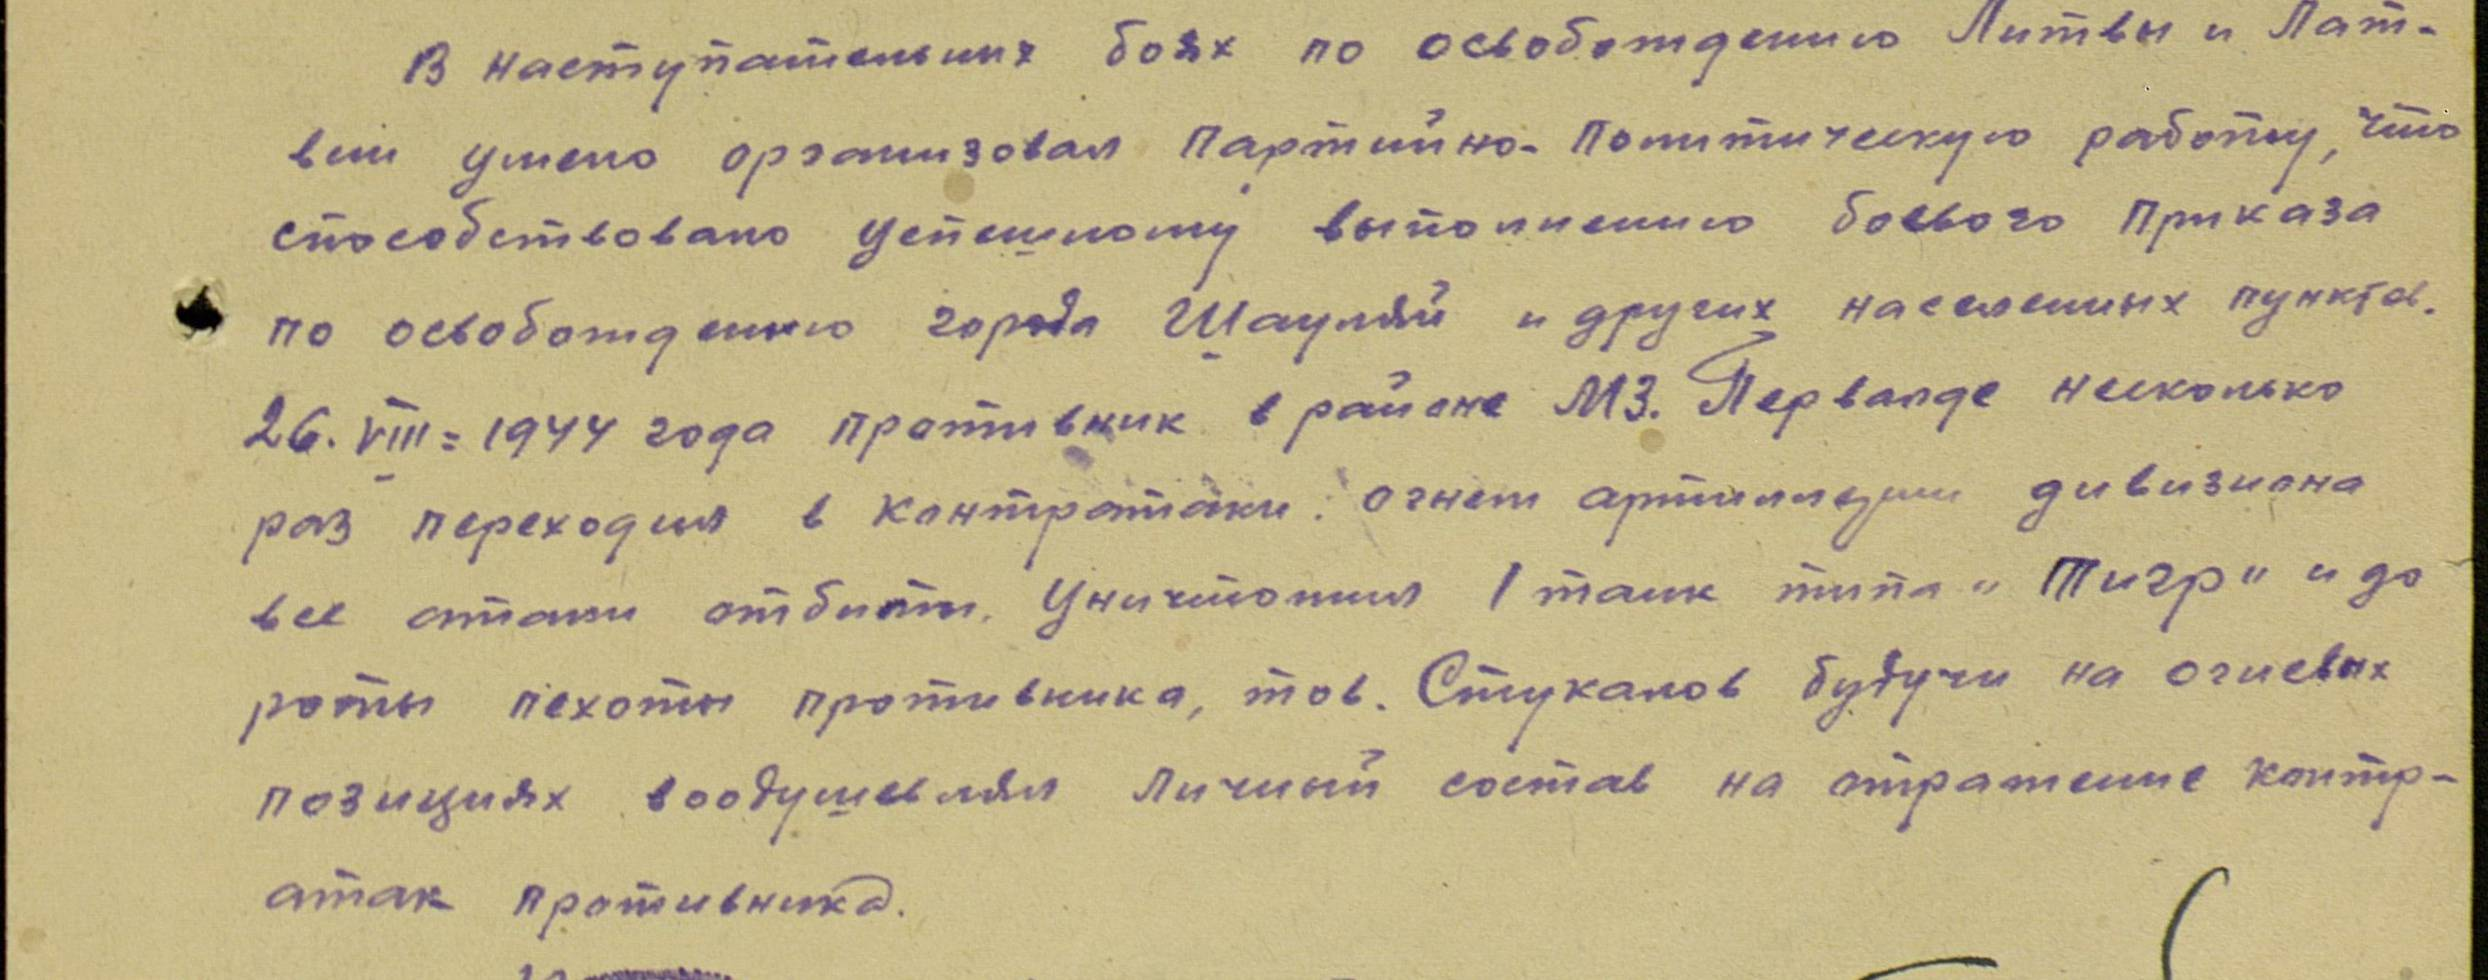 В наступательных боях по освобождению Литвы и Лат-
вии умело организовал партийно-политическую работу, что
способствовало успешному выполнению боевого приказа
по освобождению города Шауляй и других населенных пунктов.
26.VIII=1944 года противник в районе МЗ. Первалде несколько
раз переходил в контратаки. огнем артиллерии дивизиона
все атаки отбиты. Уничтожил 1 танк типа "Тигр" и до
роты пехоты противника, тов. Стукалов будучи на огневых
позициях воодушевлял личный состав на отражение контр-
атак противника.